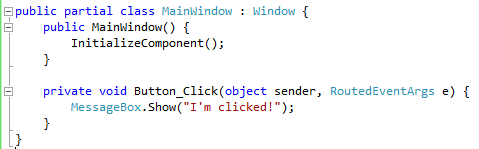 public partial class MainWindow : Window {
    public MainWindow() {
        InitializeComponent();
    }

    private void Button_Click(object sender, RoutedEventArgs e) {
        MessageBox.Show("I'm clicked!");
    }
}